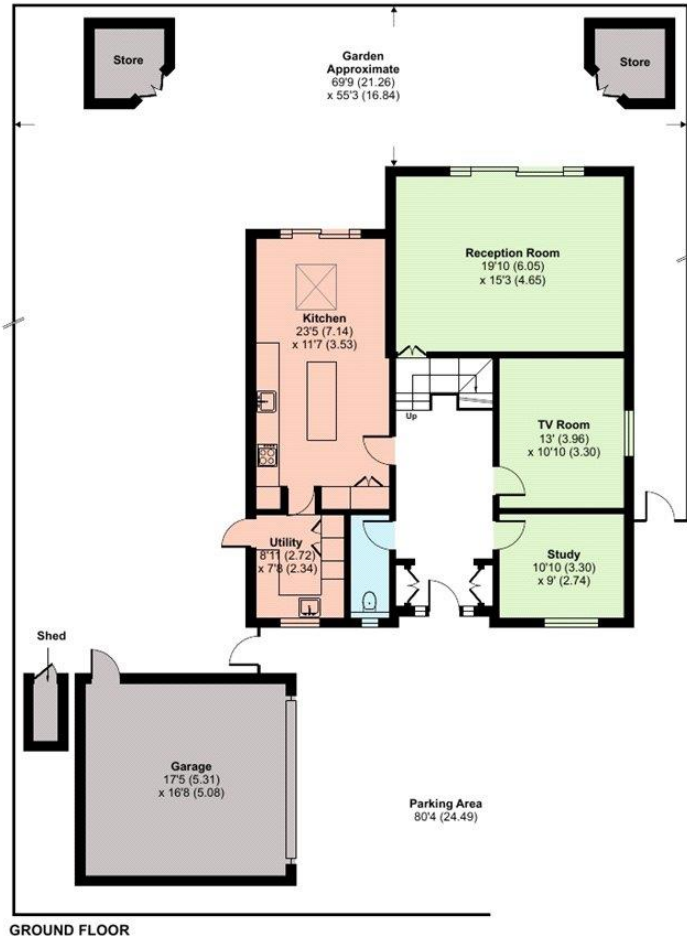 Store
Garden
Approximate
69'9 (21.26)
x 55'3 (16.84)
Store
Reception Room
19'10 (6.05)
x 15'3 (4.65)
Kitchen
23'5 (7.14)
x 11'7 (3.53)
Up
TV Room
13' (3.96)
x 10'10 (3.30)
Utility
8'11 (2.72)
x 7'8 (2.34)
Study
10'10 (3.30)
x 9' (2.74)
Shed
Garage
17'5 (5.31)
x 16'8 (5.08)
Parking Area
80'4 (24.49)
GROUND FLOOR